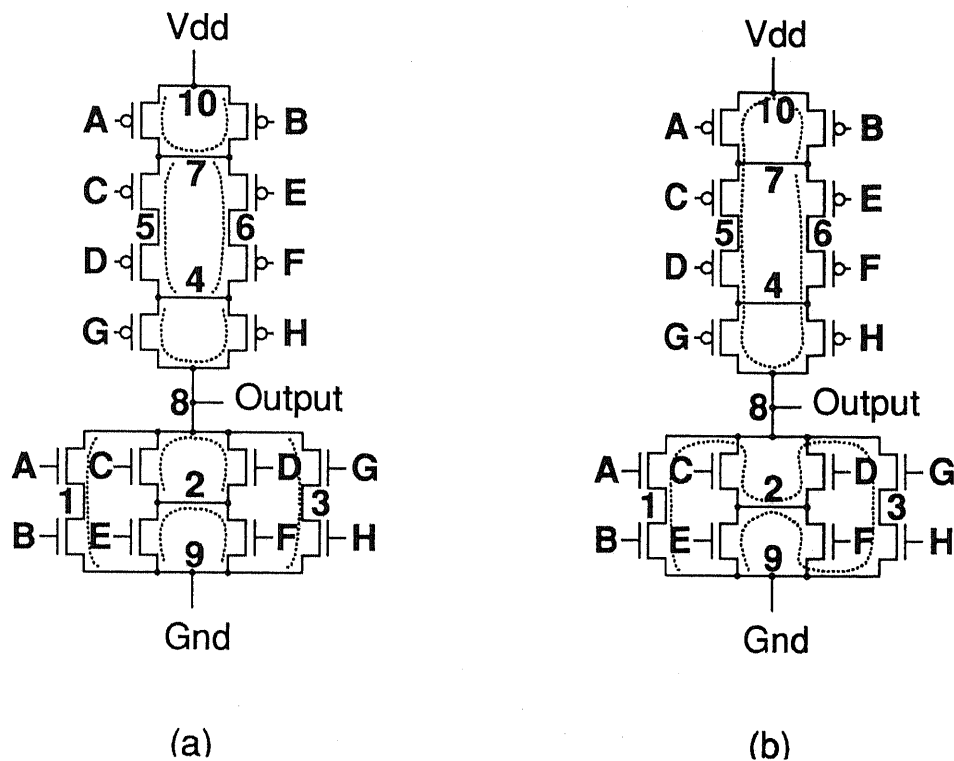 Vdd Vdd
A 10 B A 10 B
7 7
C E C E
5 6 5 6
D F D F
4 4
G H G H
8 Output 8 Output
A C D G A C D G
1 2 3 1 2 3
B E F H B E F H
9 9
Gnd Gnd
(a) (b)